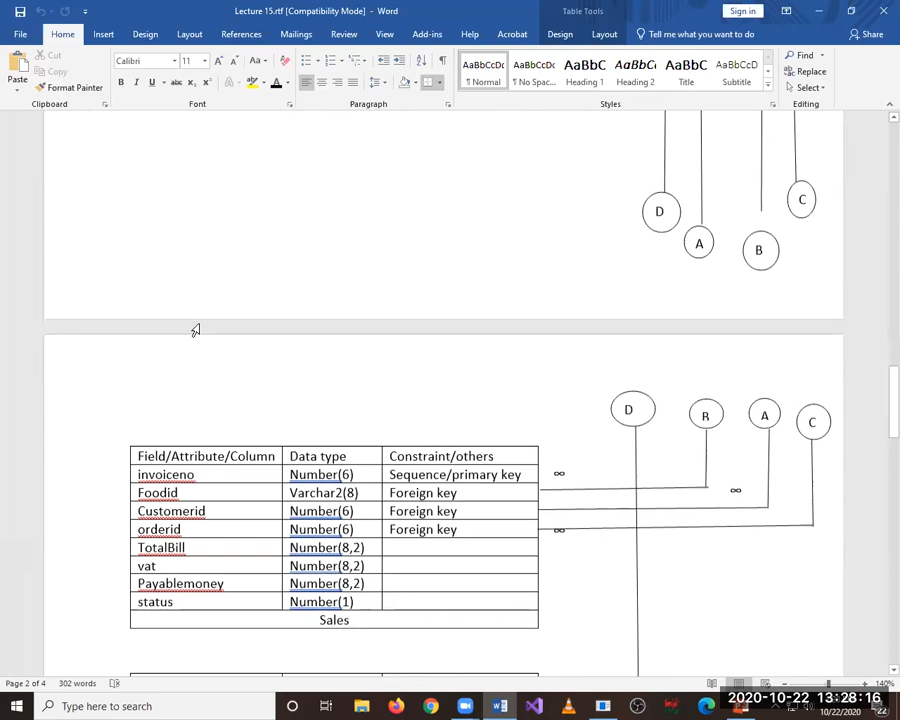 Lecture 15.rtf [Compatibility Mode] - Word
Table Tools
Sign in
File Home Insert Design Layout References Mailings Review View Add-ins Help Acrobat Design Layout Tell me what you want to do Share
Paste
Cut
Copy
Format Painter
Clipboard
Calibri 11
Font
Paragraph
AaBbCcDc AaBbCcDc AaBbC AaBbCc AaBbC AaBbCcD
¶ Normal ¶ No Spac... Heading 1 Heading 2 Title Subtitle
Styles
Find
Replace
Select
Editing
D
A
B
C
D B A C
Field/Attribute/Column Data type Constraint/others
invoiceno Number(6) Sequence/primary key ∞
Foodid Varchar2(8) Foreign key ∞
Customerid Number(6) Foreign key
orderid Number(6) Foreign key ∞
TotalBill Number(8,2)
vat Number(8,2)
Payablemoney Number(8,2)
status Number(1)
Sales
Page 2 of 4 302 words
140%
2020-10-22 13:28:16
Type here to search
10/22/2020